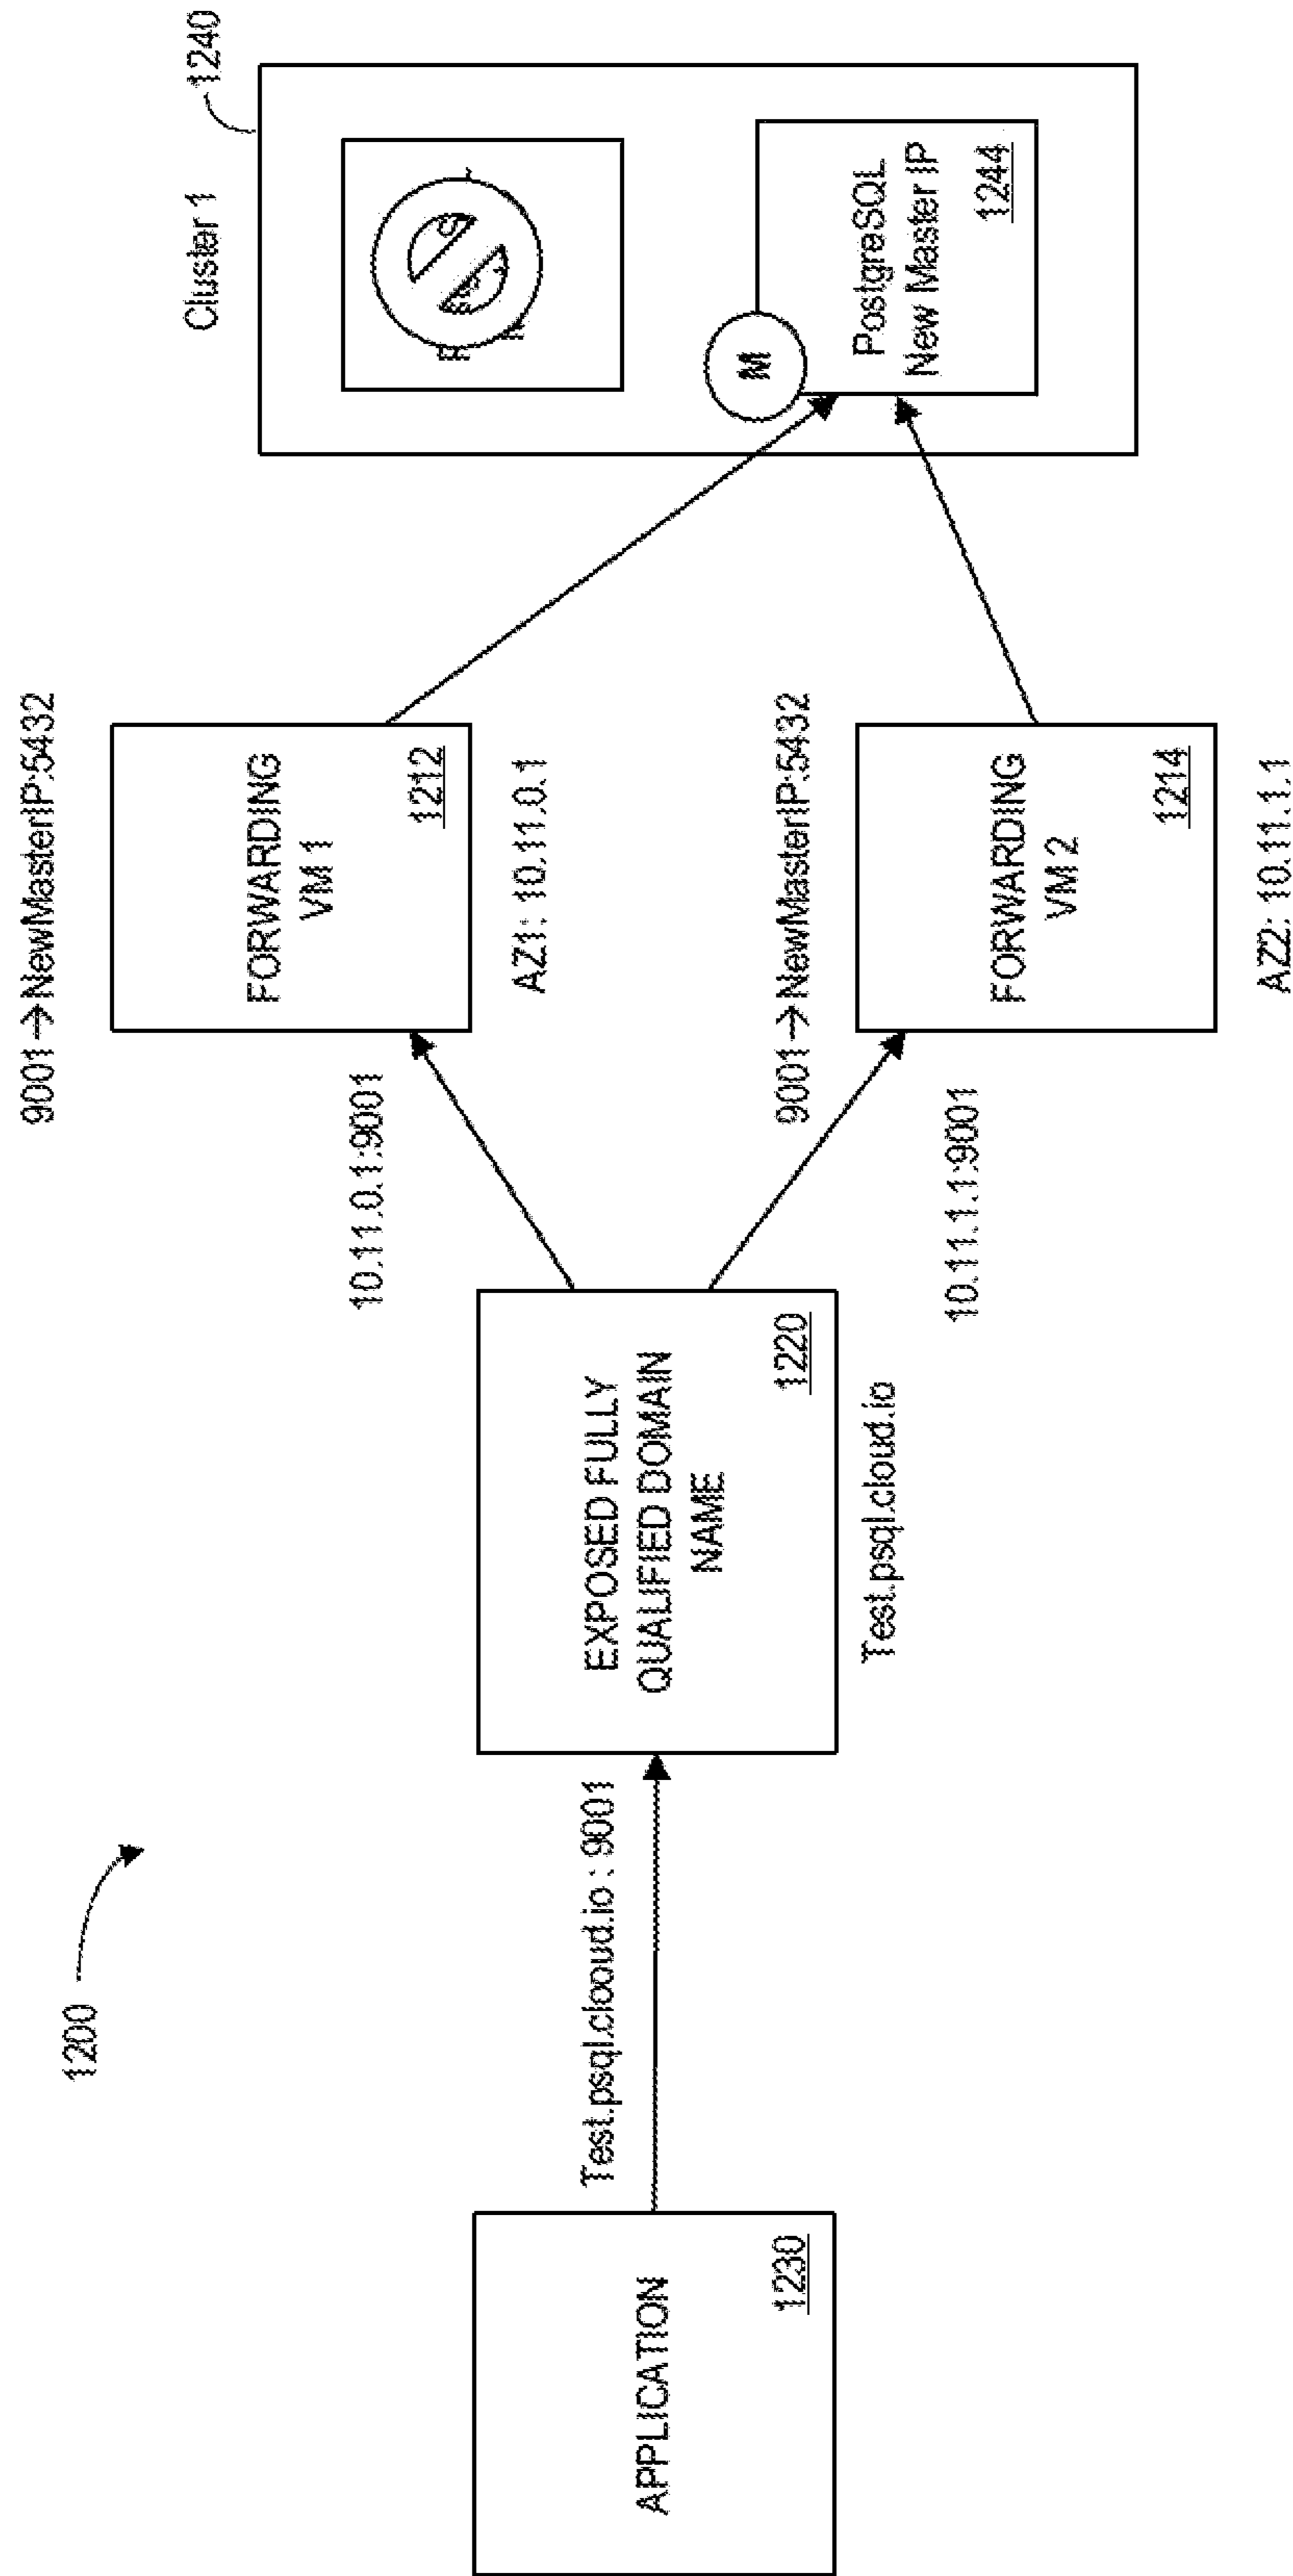 1200
APPLICATION
1230
Test.psql.clooud.io : 9001
EXPOSED FULLY
QUALIFIED DOMAIN
NAME
1220
Test.psql.cloud.io
10.11.0.1:9001
10.11.1.1:9001
9001→NewMasterIP:5432
FORWARDING
VM 1
1212
AZ1: 10.11.0.1
9001→NewMasterIP:5432
FORWARDING
VM 2
1214
AZ2: 10.11.1.1
Cluster 1
1240
M
PostgreSQL
New Master IP
1244